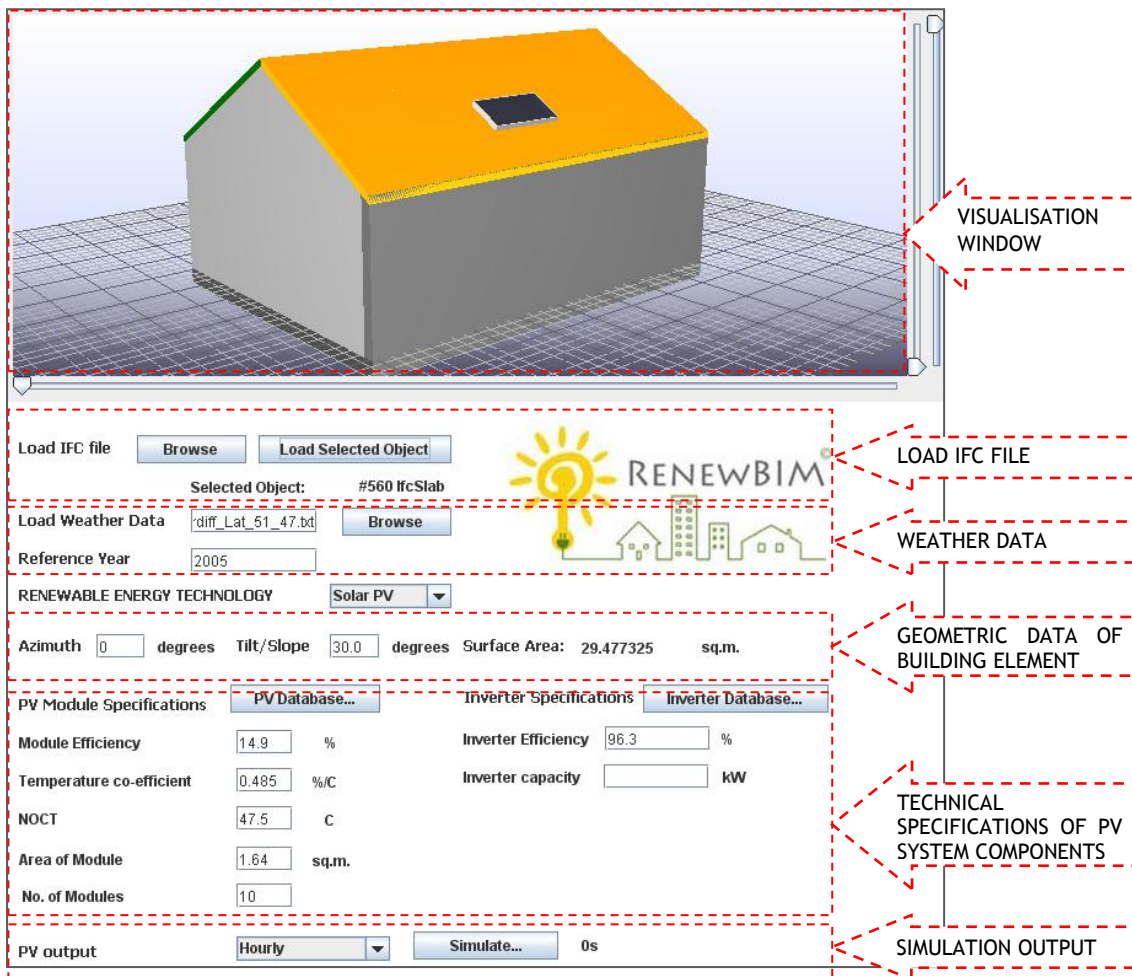 VISUALISATION
WINDOW
Load IFC file Browse Load Selected Object
Selected Object: #560 IfcSlab
RENEWBIM©
LOAD IFC FILE
Load Weather Data rdiff_Lat_51_47.txt Browse
Reference Year 2005
WEATHER DATA
RENEWABLE ENERGY TECHNOLOGY Solar PV
Azimuth 0 degrees Tilt/Slope 30.0 degrees Surface Area: 29.477325 sq.m.
GEOMETRIC DATA OF
BUILDING ELEMENT
PV Module Specifications PV Database... Inverter Specifications Inverter Database...
Module Efficiency 14.9 % Inverter Efficiency 96.3 %
Temperature co-efficient 0.485 %/C Inverter capacity kW
NOCT 47.5 C
Area of Module 1.64 sq.m.
No. of Modules 10
TECHNICAL
SPECIFICATIONS OF PV
SYSTEM COMPONENTS
PV output Hourly Simulate... 0s
SIMULATION OUTPUT